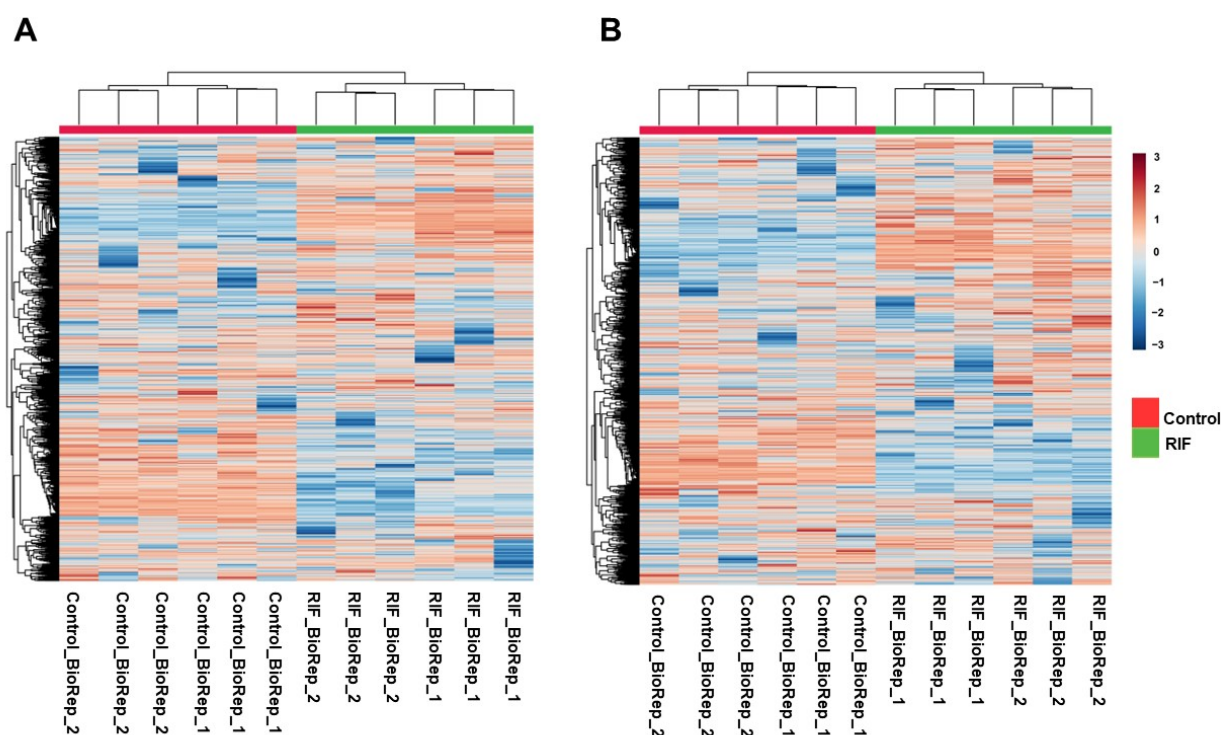 A
B
3
2
1
0
−1
−2
−3
Control
RIF
Control_BioRep_2
Control_BioRep_2
Control_BioRep_2
Control_BioRep_1
Control_BioRep_1
Control_BioRep_1
RIF_BioRep_2
RIF_BioRep_2
RIF_BioRep_2
RIF_BioRep_1
RIF_BioRep_1
RIF_BioRep_1
Control_BioRep_2
Control_BioRep_2
Control_BioRep_2
Control_BioRep_1
Control_BioRep_1
Control_BioRep_1
RIF_BioRep_1
RIF_BioRep_1
RIF_BioRep_1
RIF_BioRep_2
RIF_BioRep_2
RIF_BioRep_2